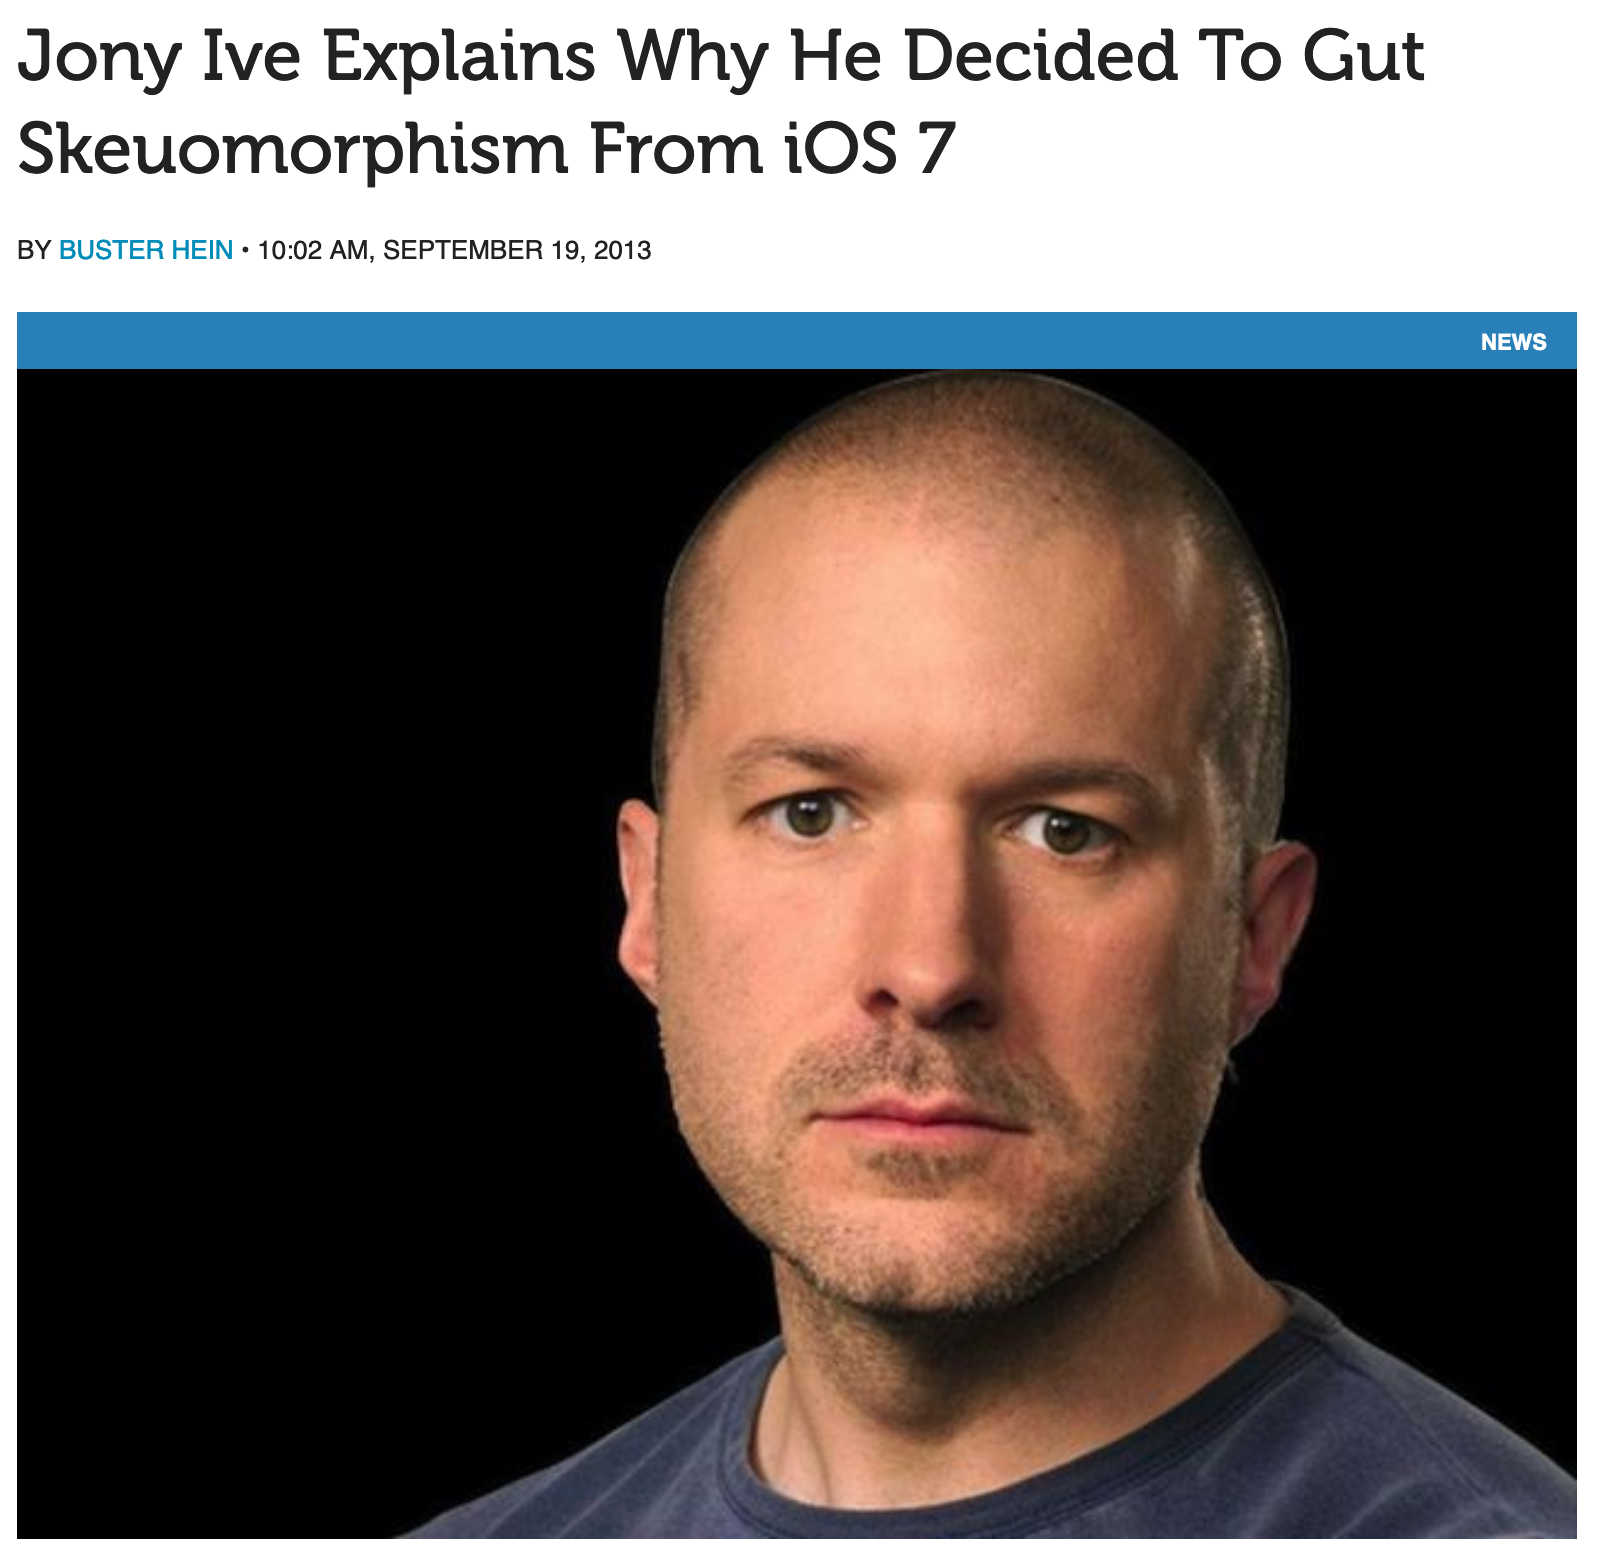 Jony Ive Explains Why He Decided To Gut
Skeuomorphism From iOS 7
BY BUSTER HEIN • 10:02 AM, SEPTEMBER 19, 2013
NEWS